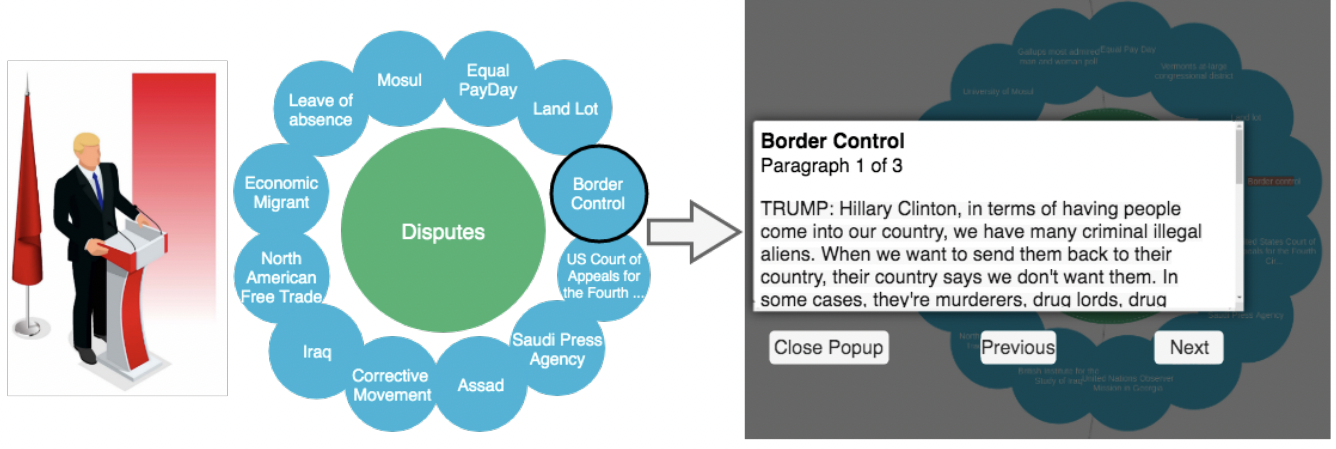 Mosul
Equal
PayDay
Leave of
absence
Land Lot
Economic
Migrant
Border
Control
Disputes
North
American
Free Trade
US Court of
Appeals for
the Fourth ...
Iraq
Saudi Press
Agency
Corrective
Movement
Assad
Gallups most admired
man and woman poll
Equal Pay Day
Vermonts at large
congressional district
University of Mosul
Land lot
Border Control
Paragraph 1 of 3
TRUMP: Hillary Clinton, in terms of having people
come into our country, we have many criminal illegal
aliens. When we want to send them back to their
country, their country says we don't want them. In
some cases, they're murderers, drug lords, drug
Border control
ted States Court of
eals for the Fourth
Cir...
Saudi Press Agency
Close Popup
Previous
Next
British Institute for the
Study of Iraq
United Nations Observer
Mission in Georgia